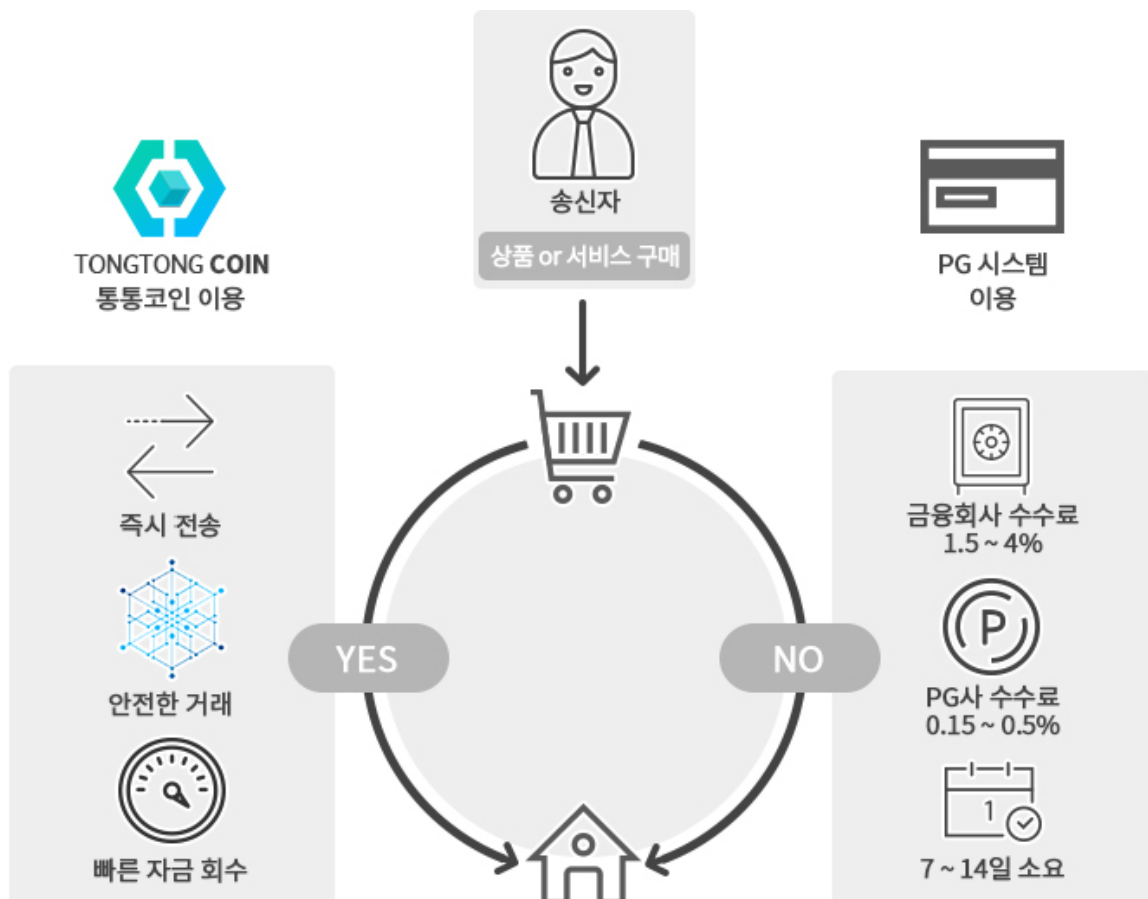 송신자
상품 or 서비스 구매
TONGTONG COIN
통통코인 이용
PG 시스템
이용
즉시 전송
안전한 거래
빠른 자금 회수
YES
NO
금융회사 수수료
1.5 ~ 4%
P
PG사 수수료
0.15 ~ 0.5%
1
7 ~ 14일 소요